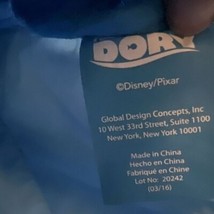 DORY
©Disney/Pixar
Global Design Concepts, Inc
10 West 33rd Street, Suite 1100
New York, New York 10001
Made in China
Hecho en China
Fabriqué en Chine
Lot No: 20242
(03/16)